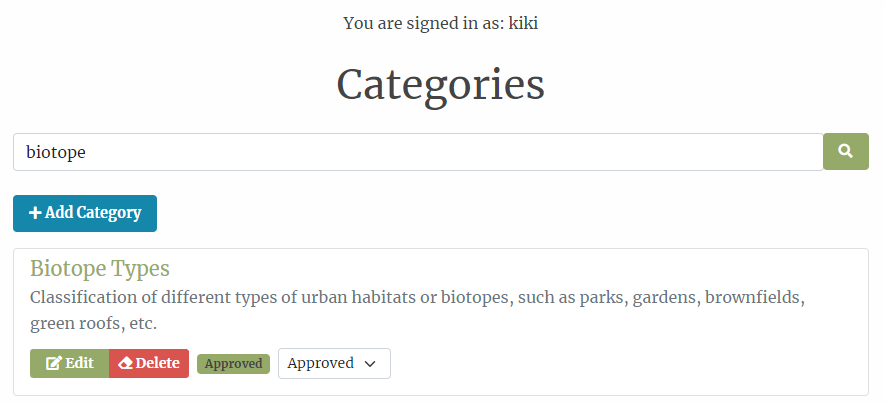 You are signed in as: kiki
Categories
biotope
Add Category
Biotope Types
Classification of different types of urban habitats or biotopes, such as parks, gardens, brownfields,
green roofs, etc.
Edit Delete Approved Approved